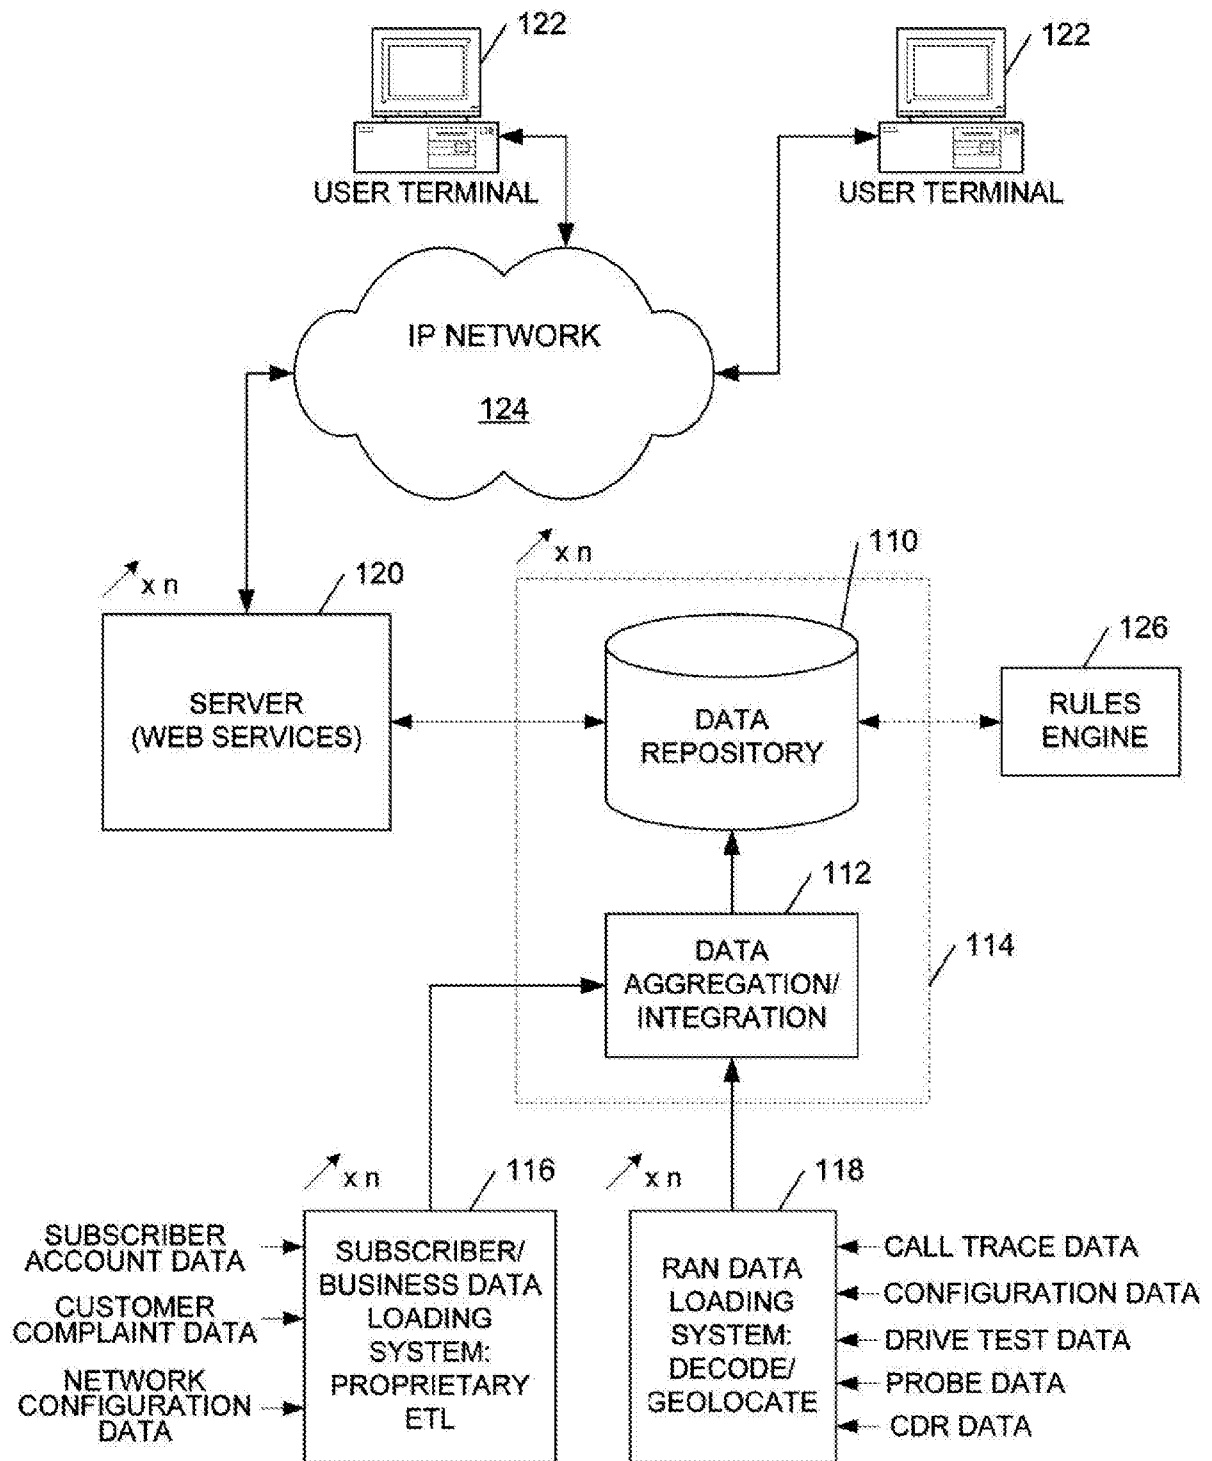 122
122
USER TERMINAL
USER TERMINAL
IP NETWORK
124
x n
110
x n
120
126
SERVER
(WEB SERVICES)
DATA
REPOSITORY
RULES
ENGINE
112
DATA
AGGREGATION/
INTEGRATION
114
x n
116
x n
118
SUBSCRIBER
ACCOUNT DATA
CUSTOMER
COMPLAINT DATA
NETWORK
CONFIGURATION
DATA
SUBSCRIBER/
BUSINESS DATA
LOADING
SYSTEM:
PROPRIETARY
ETL
RAN DATA
LOADING
SYSTEM:
DECODE/
GEOLOCATE
CALL TRACE DATA
CONFIGURATION DATA
DRIVE TEST DATA
PROBE DATA
CDR DATA